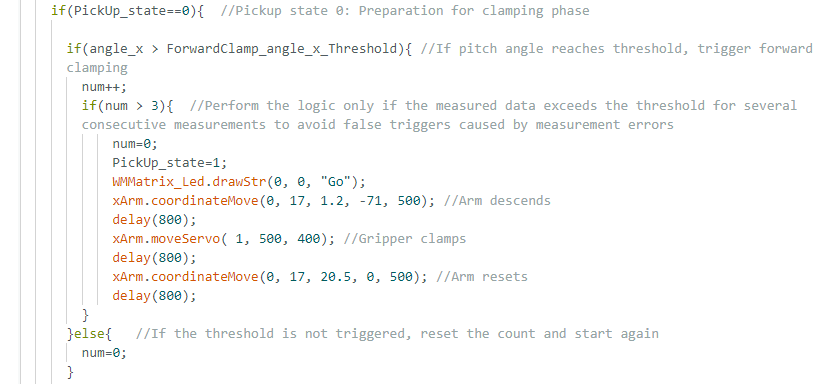 if(PickUp_state==0){  //Pickup state 0: Preparation for clamping phase
if(angle_x > ForwardClamp_angle_x_Threshold){ //If pitch angle reaches threshold, trigger forward
clamping
num++;
if(num > 3){  //Perform the logic only if the measured data exceeds the threshold for several
consecutive measurements to avoid false triggers caused by measurement errors
num=0;
PickUp_state=1;
WMMatrix_Led.drawStr(0, 0, "Go");
xArm.coordinateMove(0, 17, 1.2, -71, 500); //Arm descends
delay(800);
xArm.moveServo( 1, 500, 400); //Gripper clamps
delay(800);
xArm.coordinateMove(0, 17, 20.5, 0, 500); //Arm resets
delay(800);
}
}else{   //If the threshold is not triggered, reset the count and start again
num=0;
}